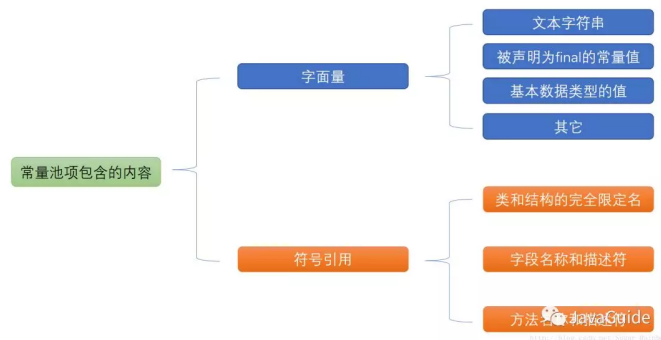 常量池项包含的内容
字面量
文本字符串
被声明为final的常量值
基本数据类型的值
其它
符号引用
类和结构的完全限定名
字段名称和描述符
方法名
JavaGuide